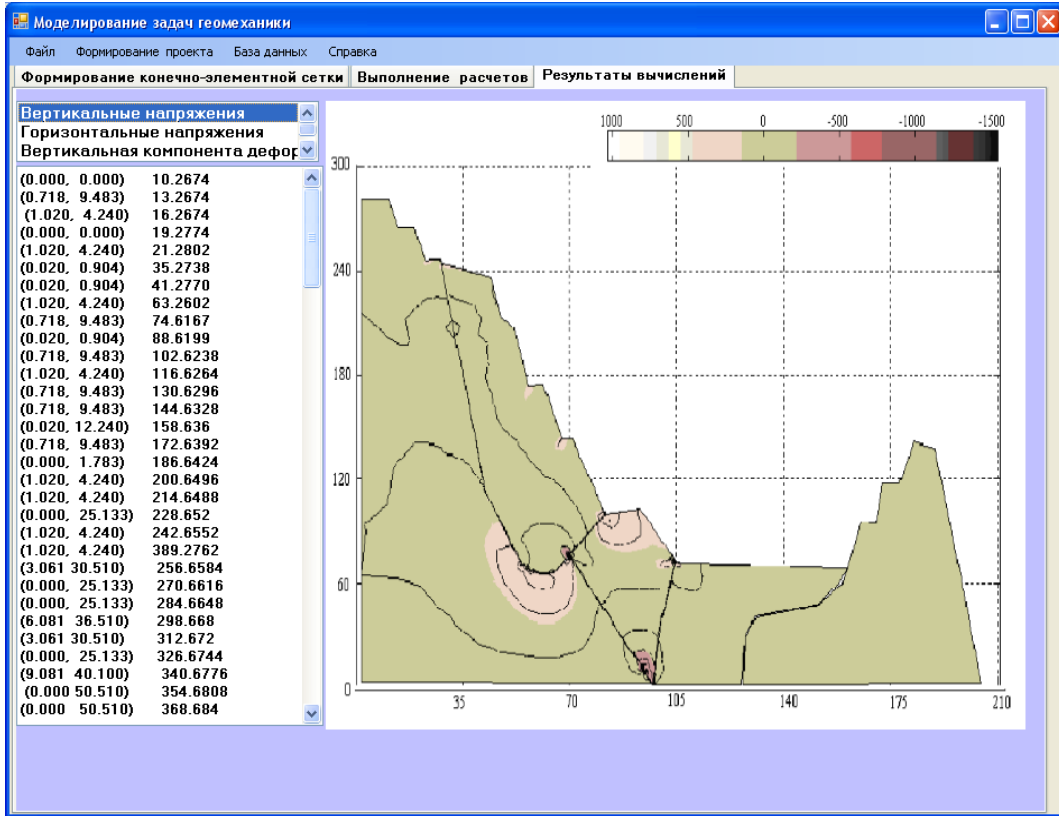 Моделирование задач геомеханики
Файл Формирование проекта База данных Справка
Формирование конечно-элементной сетки Выполнение расчетов Результаты вычислений
Вертикальные напряжения
Горизонтальные напряжения
Вертикальная компонента дефор
(0.000, 0.000) 10.2674
(0.718, 9.483) 13.2674
(1.020, 4.240) 16.2674
(0.000, 0.000) 19.2774
(1.020, 4.240) 21.2802
(0.020, 0.904) 35.2738
(0.020, 0.904) 41.2770
(1.020, 4.240) 63.2602
(0.718, 9.483) 74.6167
(0.020, 0.904) 88.6199
(0.718, 9.483) 102.6238
(1.020, 4.240) 116.6264
(0.718, 9.483) 130.6296
(0.718, 9.483) 144.6328
(0.020, 12.240) 158.636
(0.718, 9.483) 172.6392
(0.000, 1.783) 186.6424
(1.020, 4.240) 200.6496
(1.020, 4.240) 214.6488
(0.000, 25.133) 228.652
(1.020, 4.240) 242.6552
(1.020, 4.240) 389.2762
(3.061 30.510) 256.6584
(0.000, 25.133) 270.6616
(0.000, 25.133) 284.6648
(6.081 36.510) 298.668
(3.061 30.510) 312.672
(0.000, 25.133) 326.6744
(9.081 40.100) 340.6776
(0.000 50.510) 354.6808
(0.000 50.510) 368.684
1000 500 0 -500 -1000 -1500
300
240
180
120
60
0
35 70 105 140 175 210